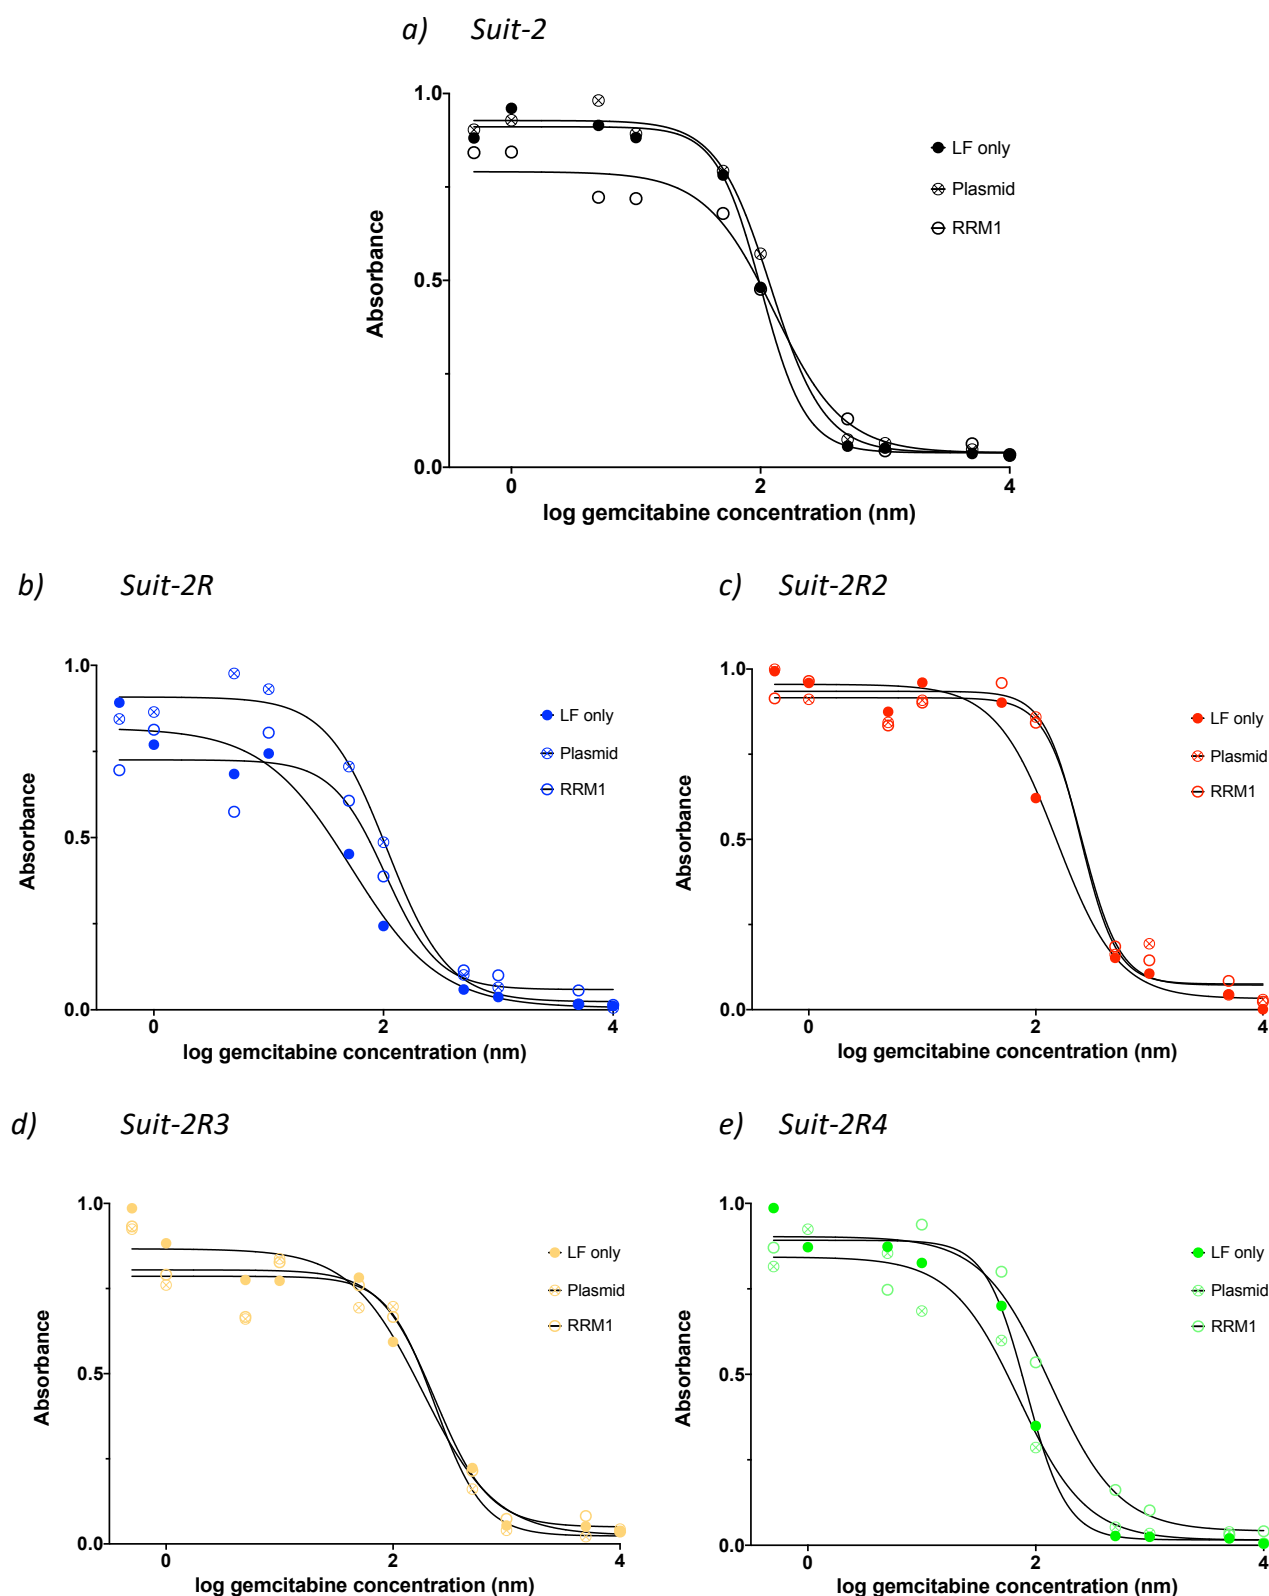 a) Suit-2
1.0
LF only
Plasmid
RRM1
Absorbance
0.5
0.0
0 2 4
log gemcitabine concentration (nm)
b) Suit-2R
1.0
LF only
Plasmid
RRM1
Absorbance
0.5
0.0
0 2 4
log gemcitabine concentration (nm)
c) Suit-2R2
1.0
LF only
Plasmid
RRM1
Absorbance
0.5
0.0
0 2 4
log gemcitabine concentration (nm)
d) Suit-2R3
1.0
LF only
Plasmid
RRM1
Absorbance
0.5
0.0
0 2 4
log gemcitabine concentration (nm)
e) Suit-2R4
1.0
LF only
Plasmid
RRM1
Absorbance
0.5
0.0
0 2 4
log gemcitabine concentration (nm)